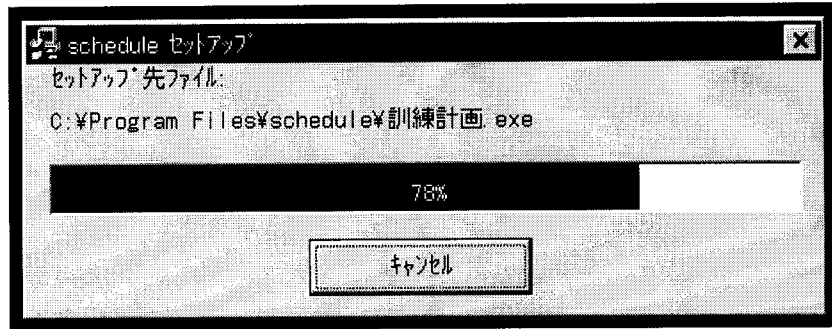 schedule ｾｯﾄｱｯﾌﾟ
ｾｯﾄｱｯﾌﾟ先ﾌｧｲﾙ:
C:¥Program Files¥schedule¥訓練計画.exe
78%
ｷｬﾝｾﾙ